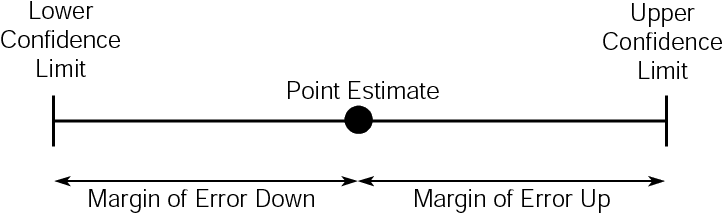 Lower
Confidence
Limit
Upper
Confidence
Limit
Point Estimate
Margin of Error Down
Margin of Error Up